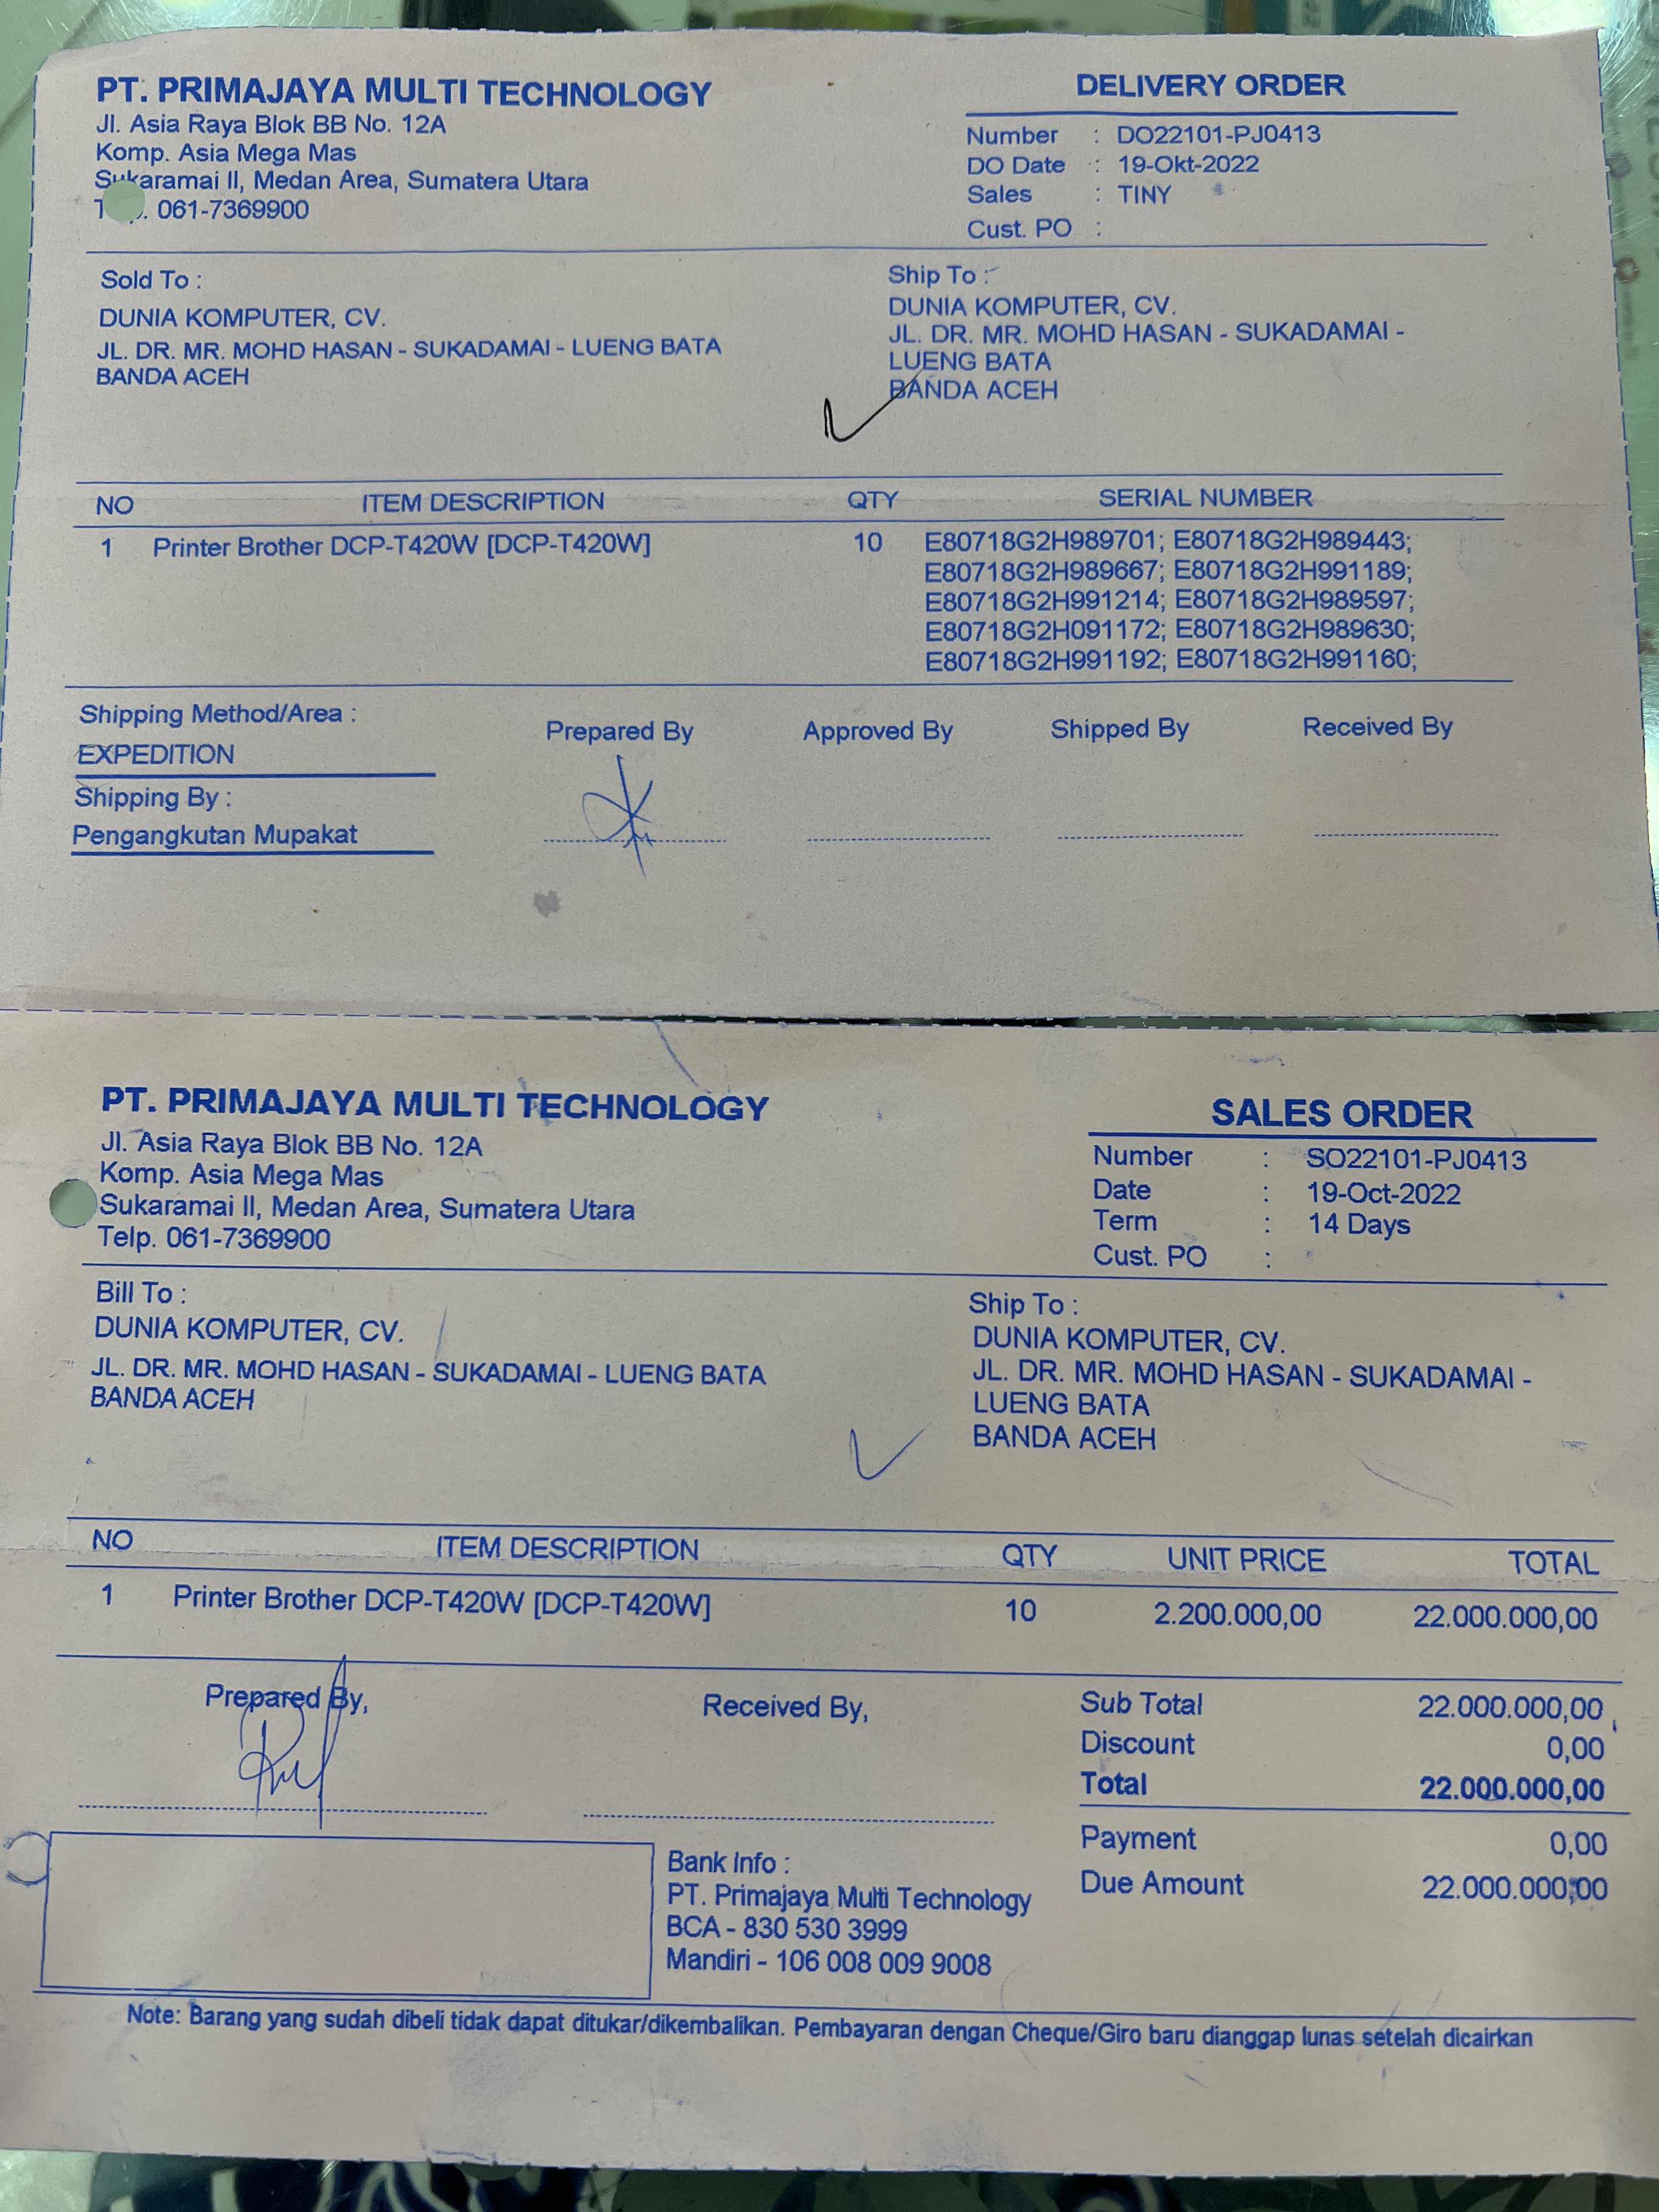 PT. PRIMAJAYA MULTI TECHNOLOGY
Jl. Asia Raya Blok BB No. 12A
Komp. Asia Mega Mas
Sukaramai II, Medan Area, Sumatera Utara
061-7369900
DELIVERY ORDER
Number : DO22101-PJ0413
DO Date : 19-Okt-2022
Sales : TINY
Cust. PO :
Sold To :
DUNIA KOMPUTER, CV.
JL. DR. MR. MOHD HASAN - SUKADAMAI - LUENG BATA
BANDA ACEH
Ship To :
DUNIA KOMPUTER, CV.
JL. DR. MR. MOHD HASAN - SUKADAMAI -
LUENG BATA
BANDA ACEH
NO ITEM DESCRIPTION QTY SERIAL NUMBER
1 Printer Brother DCP-T420W [DCP-T420W] 10 E80718G2H989701; E80718G2H989443;
E80718G2H989667; E80718G2H991189;
E80718G2H991214; E80718G2H989597;
E80718G2H091172; E80718G2H989630;
E80718G2H991192; E80718G2H991160;
Shipping Method/Area :
EXPEDITION
Shipping By :
Pengangkutan Mupakat
Prepared By Approved By Shipped By Received By
PT. PRIMAJAYA MULTI TECHNOLOGY
Jl. Asia Raya Blok BB No. 12A
Komp. Asia Mega Mas
Sukaramai II, Medan Area, Sumatera Utara
Telp. 061-7369900
SALES ORDER
Number : SO22101-PJ0413
Date : 19-Oct-2022
Term : 14 Days
Cust. PO :
Bill To :
DUNIA KOMPUTER, CV.
JL. DR. MR. MOHD HASAN - SUKADAMAI - LUENG BATA
BANDA ACEH
Ship To :
DUNIA KOMPUTER, CV.
JL. DR. MR. MOHD HASAN - SUKADAMAI -
LUENG BATA
BANDA ACEH
NO ITEM DESCRIPTION QTY UNIT PRICE TOTAL
1 Printer Brother DCP-T420W [DCP-T420W] 10 2.200.000,00 22.000.000,00
Prepared By, Received By,
Sub Total 22.000.000,00
Discount 0,00
Total 22.000.000,00
Payment 0,00
Due Amount 22.000.000,00
Bank Info :
PT. Primajaya Multi Technology
BCA - 830 530 3999
Mandiri - 106 008 009 9008
Note: Barang yang sudah dibeli tidak dapat ditukar/dikembalikan. Pembayaran dengan Cheque/Giro baru dianggap lunas setelah dicairkan